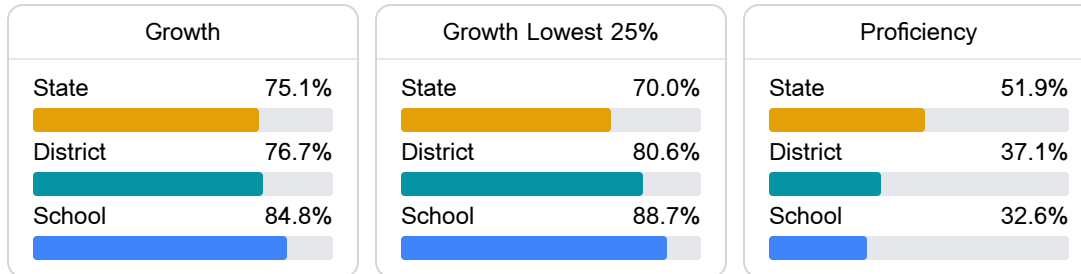 Growth
State 75.1%
District 76.7%
School 84.8%
Growth Lowest 25%
State 70.0%
District 80.6%
School 88.7%
Proficiency
State 51.9%
District 37.1%
School 32.6%